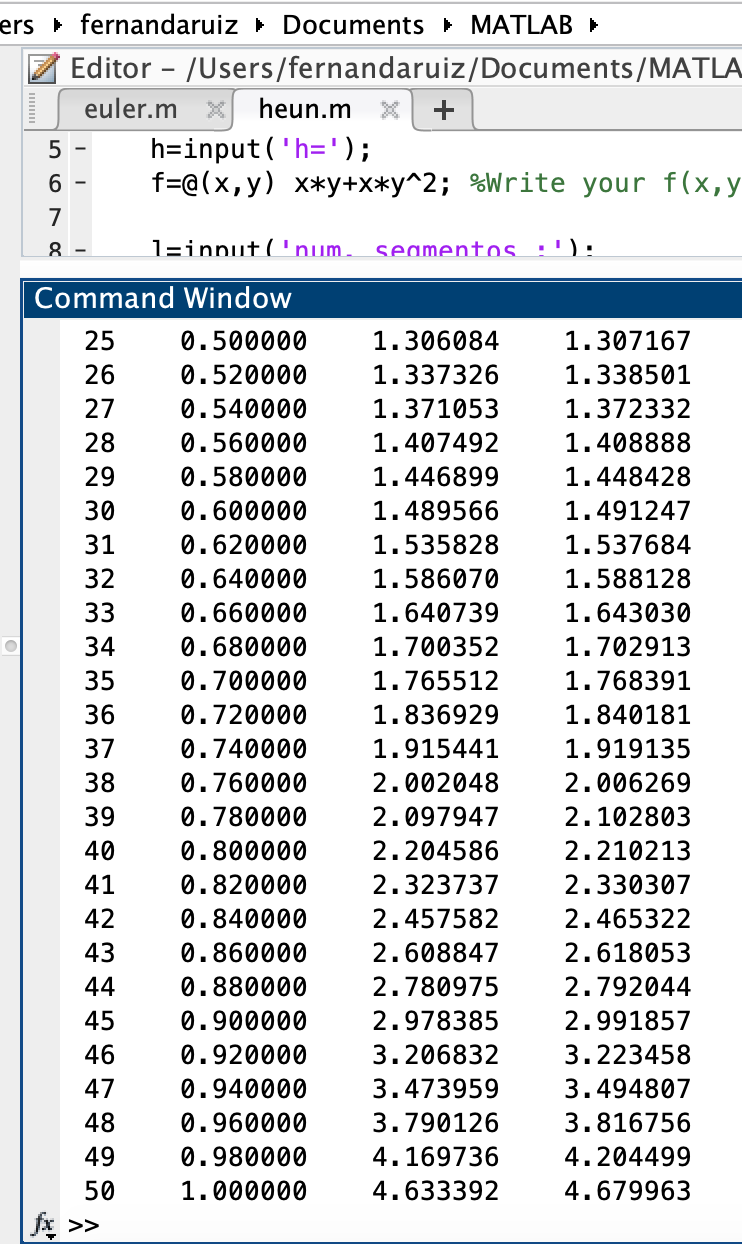 ers ▸ fernandaruiz ▸ Documents ▸ MATLAB ▸
Editor – /Users/fernandaruiz/Documents/MATLA
euler.m × heun.m × +
5 – h=input('h=');
6 – f=@(x,y) x*y+x*y^2; %Write your f(x,y
7
8 – l=input('num. segmentos :');
Command Window
25 0.500000 1.306084 1.307167
26 0.520000 1.337326 1.338501
27 0.540000 1.371053 1.372332
28 0.560000 1.407492 1.408888
29 0.580000 1.446899 1.448428
30 0.600000 1.489566 1.491247
31 0.620000 1.535828 1.537684
32 0.640000 1.586070 1.588128
33 0.660000 1.640739 1.643030
34 0.680000 1.700352 1.702913
35 0.700000 1.765512 1.768391
36 0.720000 1.836929 1.840181
37 0.740000 1.915441 1.919135
38 0.760000 2.002048 2.006269
39 0.780000 2.097947 2.102803
40 0.800000 2.204586 2.210213
41 0.820000 2.323737 2.330307
42 0.840000 2.457582 2.465322
43 0.860000 2.608847 2.618053
44 0.880000 2.780975 2.792044
45 0.900000 2.978385 2.991857
46 0.920000 3.206832 3.223458
47 0.940000 3.473959 3.494807
48 0.960000 3.790126 3.816756
49 0.980000 4.169736 4.204499
50 1.000000 4.633392 4.679963
fx >>